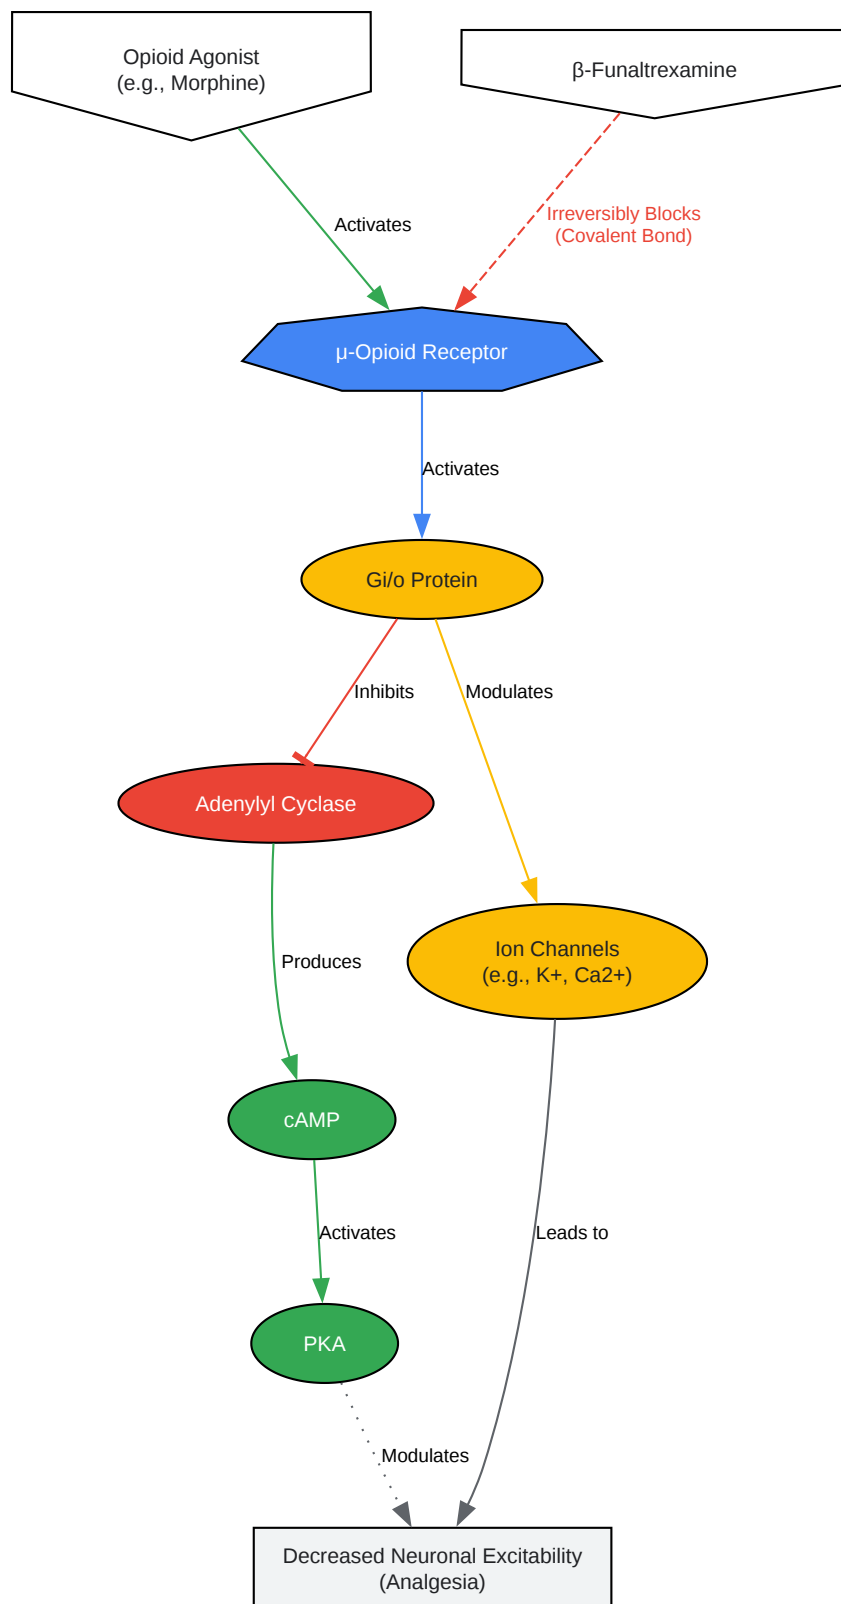 Opioid Agonist
(e.g., Morphine)
β-Funaltrexamine
Activates
Irreversibly Blocks
(Covalent Bond)
μ-Opioid Receptor
Activates
Gi/o Protein
Inhibits
Modulates
Adenylyl Cyclase
Ion Channels
(e.g., K+, Ca2+)
Produces
cAMP
Activates
Leads to
PKA
Modulates
Decreased Neuronal Excitability
(Analgesia)